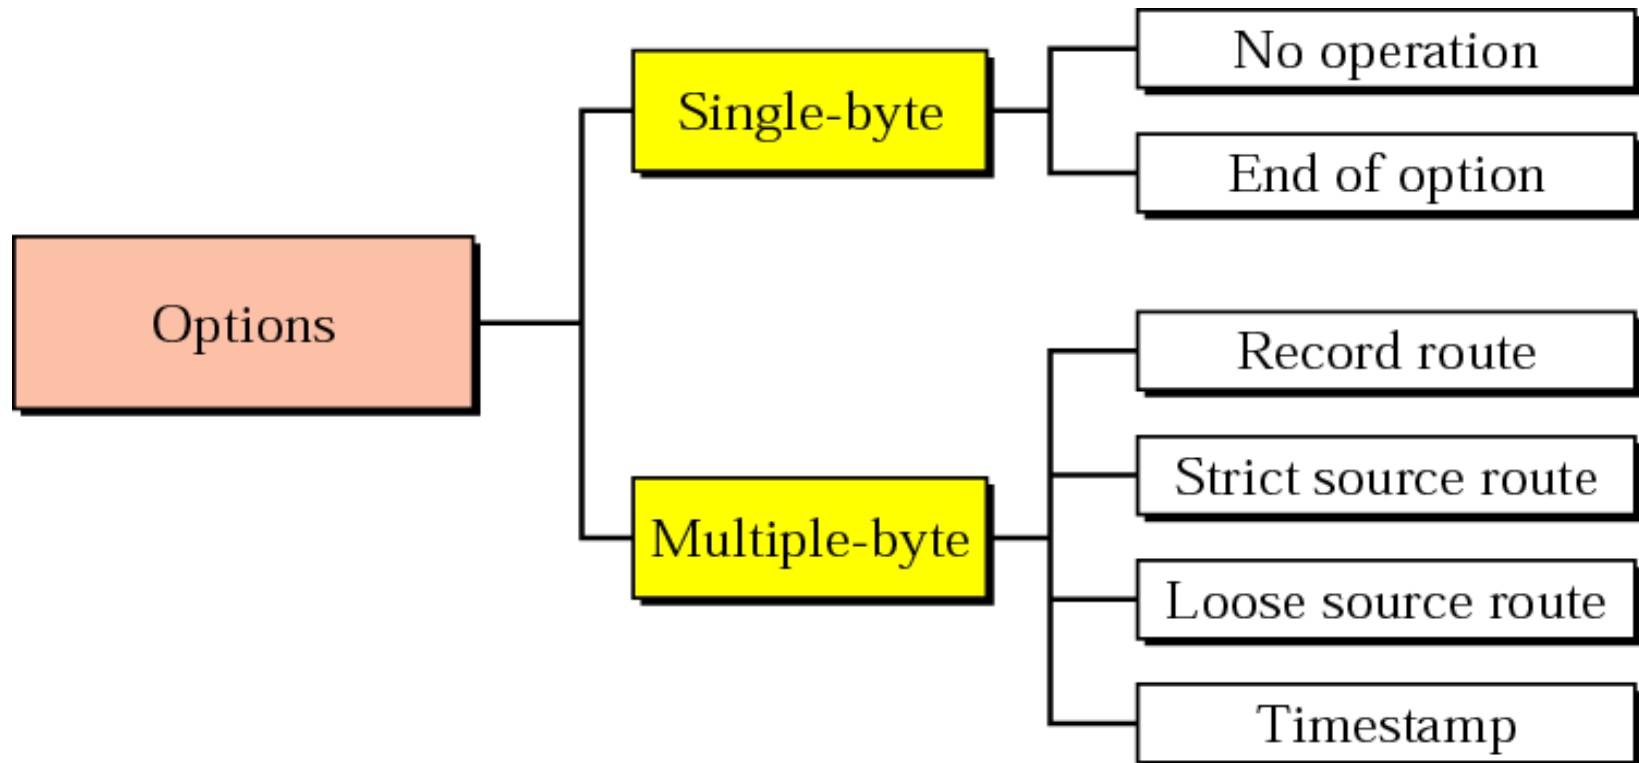 Options
Single-byte
No operation
End of option
Multiple-byte
Record route
Strict source route
Loose source route
Timestamp